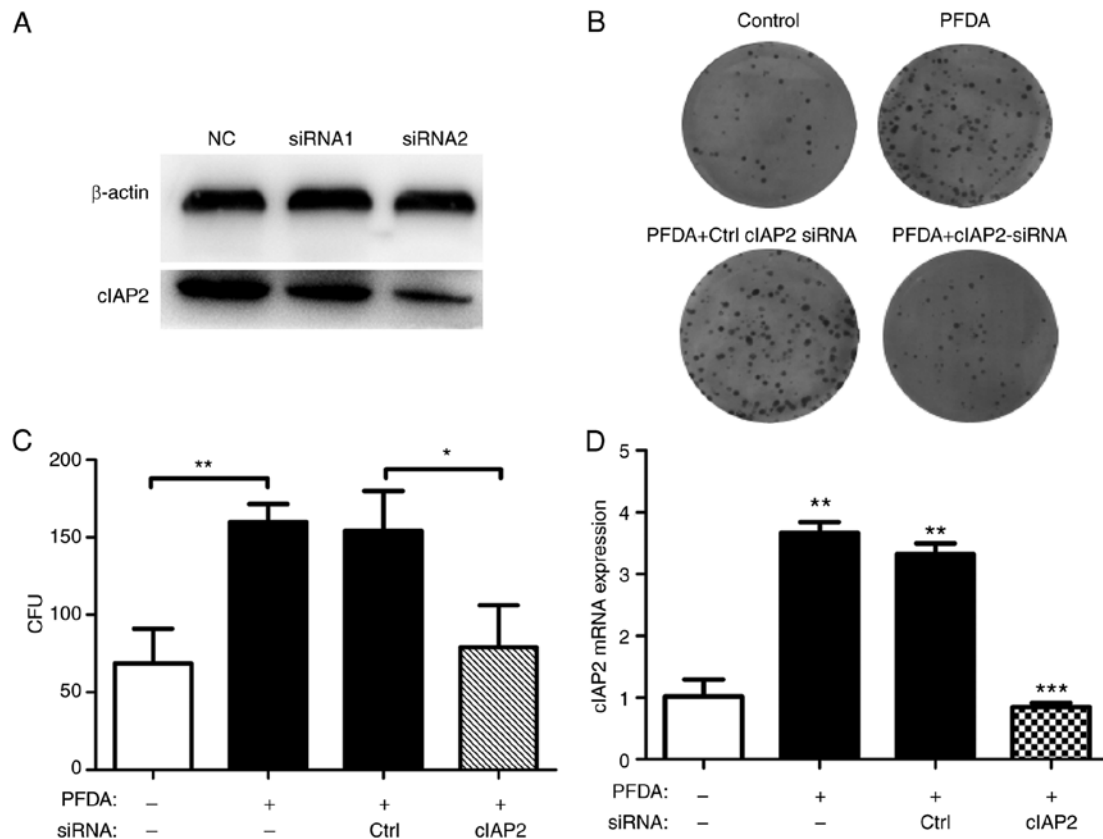 A
NC siRNA1 siRNA2
β-actin
cIAP2
B
Control PFDA
PFDA+Ctrl cIAP2 siRNA PFDA+cIAP2-siRNA
C
200
150
100
50
0
CFU
** *
PFDA: – + + +
siRNA: – – Ctrl cIAP2
D
5
4
3
2
1
0
cIAP2 mRNA expression
** ** ***
PFDA: – + + +
siRNA: – – Ctrl cIAP2